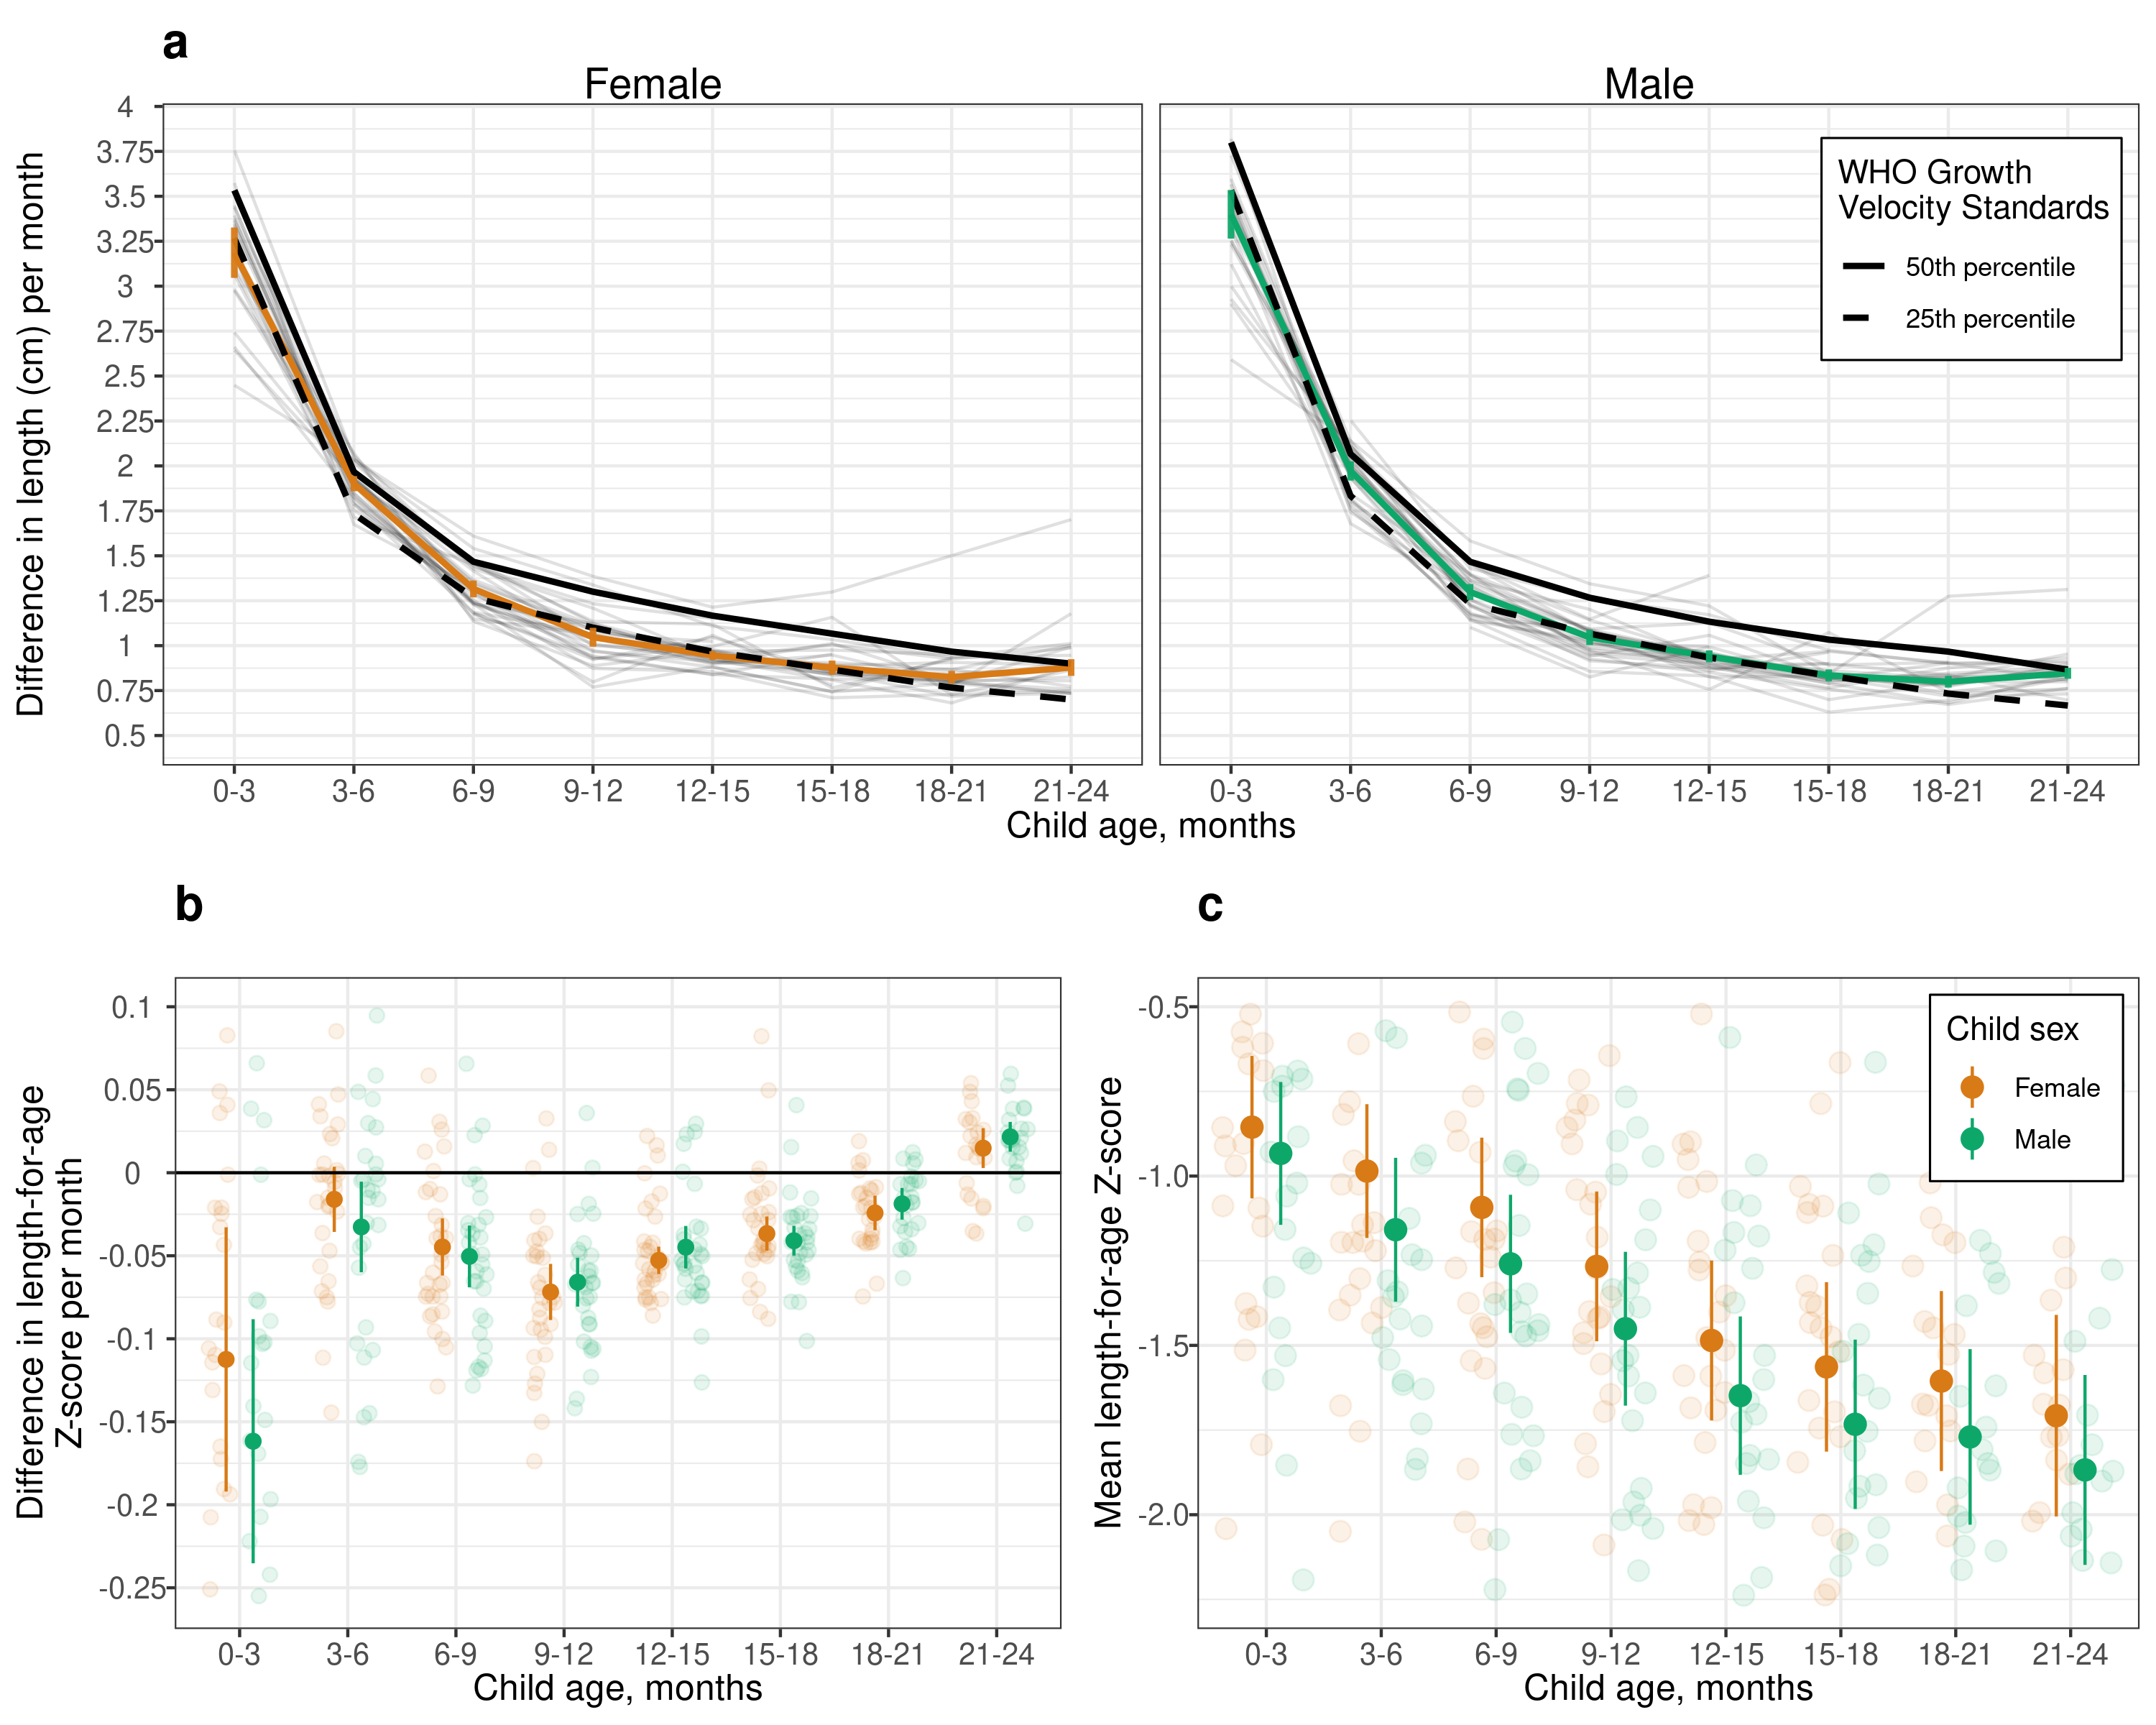 a
Female
Male
Difference in length (cm) per month
4
3.75
3.5
3.25
3
2.75
2.5
2.25
2
1.75
1.5
1.25
1
0.75
0.5
WHO Growth
Velocity Standards
50th percentile
25th percentile
0-3 3-6 6-9 9-12 12-15 15-18 18-21 21-24
0-3 3-6 6-9 9-12 12-15 15-18 18-21 21-24
Child age, months
b
Difference in length-for-age
Z-score per month
0.1
0.05
0
-0.05
-0.1
-0.15
-0.2
-0.25
0-3 3-6 6-9 9-12 12-15 15-18 18-21 21-24
Child age, months
c
Mean length-for-age Z-score
-0.5
-1.0
-1.5
-2.0
Child sex
Female
Male
0-3 3-6 6-9 9-12 12-15 15-18 18-21 21-24
Child age, months